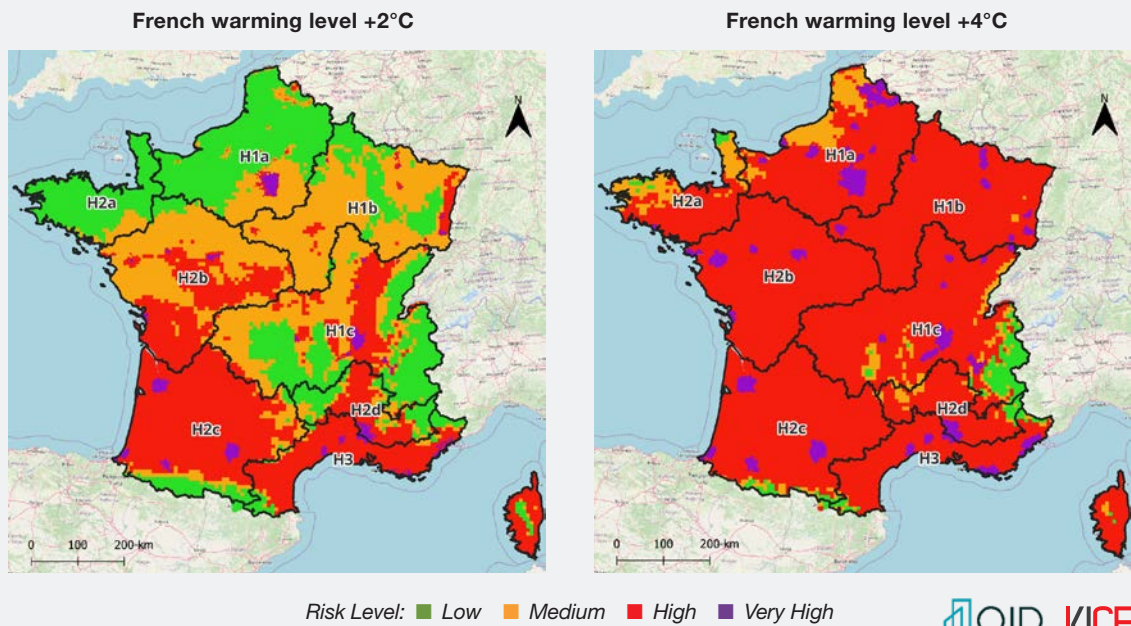 French warming level +2°C
French warming level +4°C
N
H1a
H2a
H1b
H2b
H1c
H2d
H2c
H3
0 100 200 km
N
H1a
H2a
H1b
H2b
H1c
H2d
H2c
H3
0 100 200 km
Risk Level: Low Medium High Very High